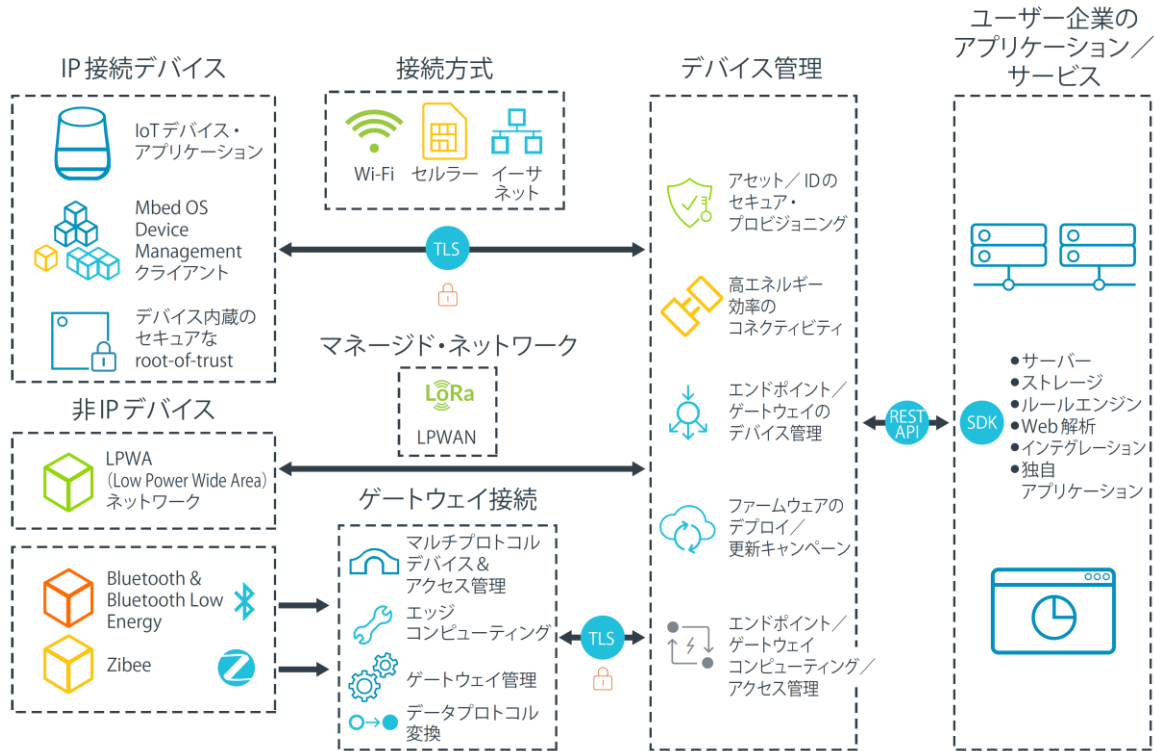 IP 接続デバイス
IoT デバイス・
アプリケーション
Mbed OS
Device
Management
クライアント
デバイス内蔵の
セキュアな
root-of-trust
非 IP デバイス
LPWA
（Low Power Wide Area）
ネットワーク
Bluetooth &
Bluetooth Low
Energy
Zibee
接続方式
Wi-Fi
セルラー
イーサ
ネット
TLS
マネージド・ネットワーク
LoRa
LPWAN
ゲートウェイ接続
マルチプロトコル
デバイス&
アクセス管理
エッジ
コンピューティング
ゲートウェイ管理
データプロトコル
変換
TLS
デバイス管理
アセット／ IDの
セキュア・
プロビジョニング
高エネルギー
効率の
コネクティビティ
エンドポイント／
ゲートウェイの
デバイス管理
ファームウェアの
デプロイ／
更新キャンペーン
エンドポイント／
ゲートウェイ
コンピューティング／
アクセス管理
REST
API
ユーザー企業の
アプリケーション／
サービス
SDK
●サーバー
●ストレージ
●ルールエンジン
●Web 解析
●インテグレーション
●独自
アプリケーション